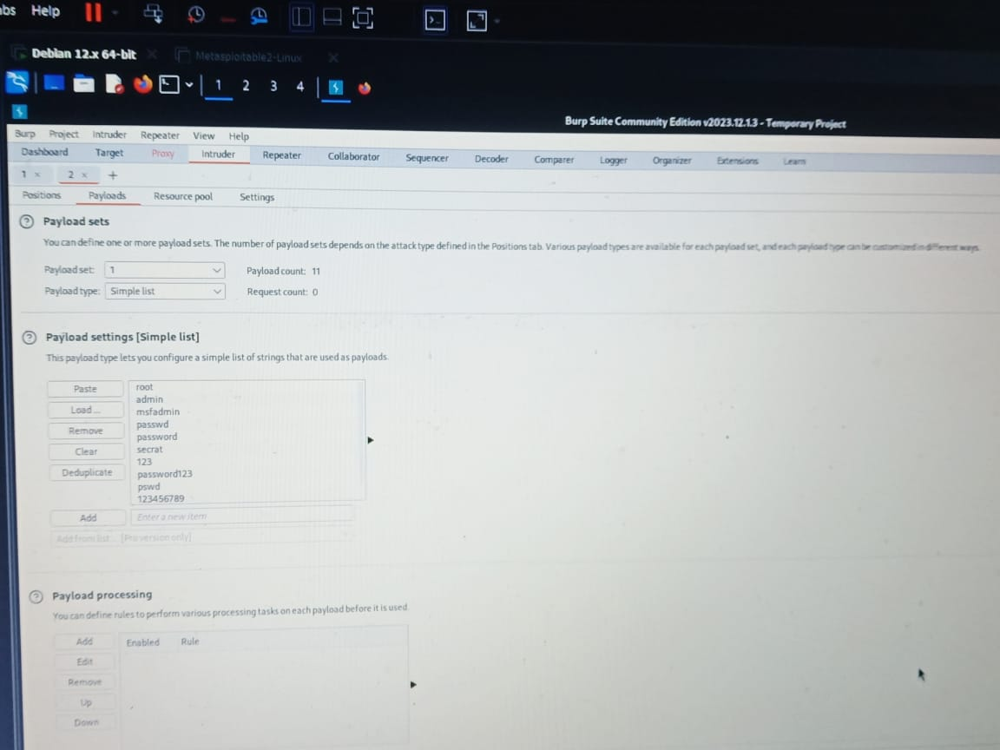 Help
Debian 12.x 64-bit
Metasploitable2-Linux
1 2 3 4
Burp Suite Community Edition v2023.12.1.3 - Temporary Project
Burp Project Intruder Repeater View Help
Dashboard Target Proxy Intruder Repeater Collaborator Sequencer Decoder Comparer Logger Organizer Extensions Learn
1 × 2 × +
Positions Payloads Resource pool Settings
Payload sets
You can define one or more payload sets. The number of payload sets depends on the attack type defined in the Positions tab. Various payload types are available for each payload set, and each payload type can be customized in different ways.
Payload set: 1 Payload count: 11
Payload type: Simple list Request count: 0
Payload settings [Simple list]
This payload type lets you configure a simple list of strings that are used as payloads.
Paste
Load ...
Remove
Clear
Deduplicate
root
admin
msfadmin
passwd
password
secrat
123
password123
pswd
123456789
Add Enter a new item
Add from list ... [Pro version only]
Payload processing
You can define rules to perform various processing tasks on each payload before it is used.
Add
Edit
Remove
Up
Down
Enabled Rule